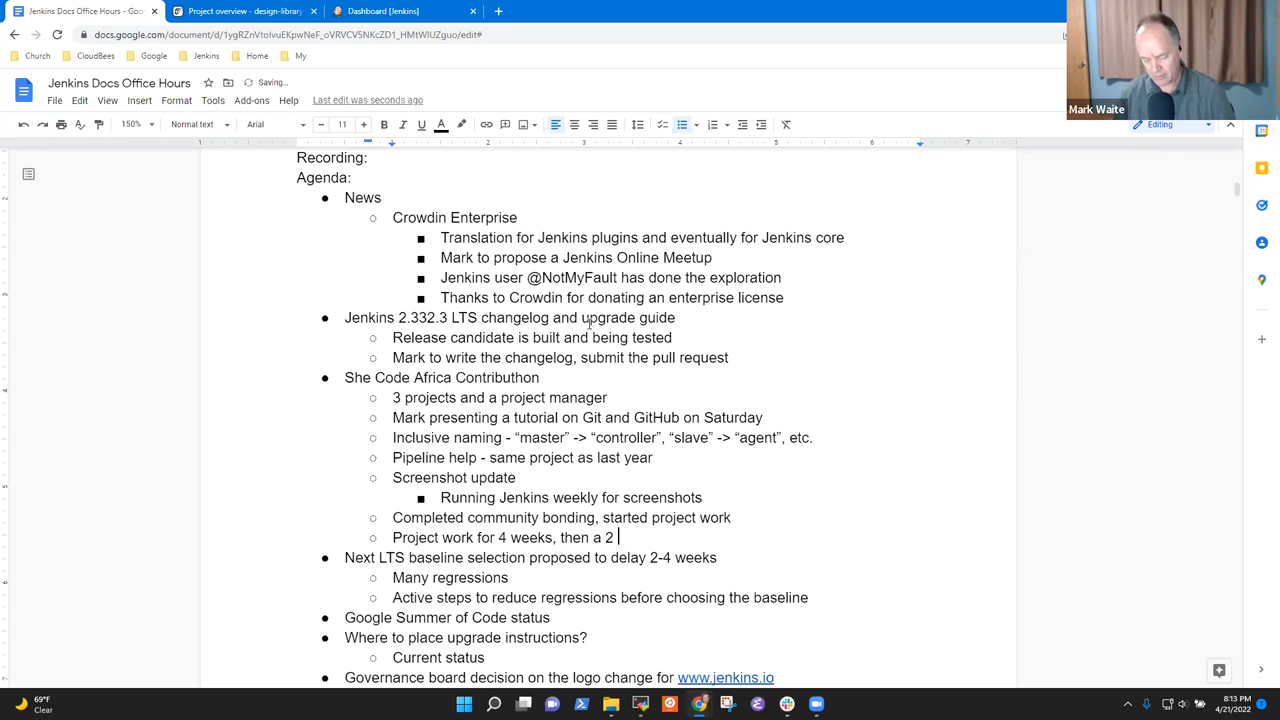 Jenkins Docs Office Hours - Goo
Project overview - design-library
Dashboard [Jenkins]
docs.google.com/document/d/1ygRZnVtoIvuEKpwNeF_oVRVCV5NKcZD1_HMtWIUZguo/edit#
Church
CloudBees
Google
Jenkins
Home
My
Jenkins Docs Office Hours
Saving...
File Edit View Insert Format Tools Add-ons Help Last edit was seconds ago
150% Normal text Arial 11 Editing
Mark Waite
1 1 2 3 4 5 6 7
Recording:
Agenda:
● News
○ Crowdin Enterprise
■ Translation for Jenkins plugins and eventually for Jenkins core
■ Mark to propose a Jenkins Online Meetup
■ Jenkins user @NotMyFault has done the exploration
■ Thanks to Crowdin for donating an enterprise license
● Jenkins 2.332.3 LTS changelog and upgrade guide
○ Release candidate is built and being tested
○ Mark to write the changelog, submit the pull request
● She Code Africa Contributhon
○ 3 projects and a project manager
○ Mark presenting a tutorial on Git and GitHub on Saturday
○ Inclusive naming - “master” -> “controller”, “slave” -> “agent”, etc.
○ Pipeline help - same project as last year
○ Screenshot update
■ Running Jenkins weekly for screenshots
○ Completed community bonding, started project work
○ Project work for 4 weeks, then a 2
● Next LTS baseline selection proposed to delay 2-4 weeks
○ Many regressions
○ Active steps to reduce regressions before choosing the baseline
● Google Summer of Code status
● Where to place upgrade instructions?
○ Current status
● Governance board decision on the logo change for www.jenkins.io
69°F
Clear
8:13 PM
4/21/2022